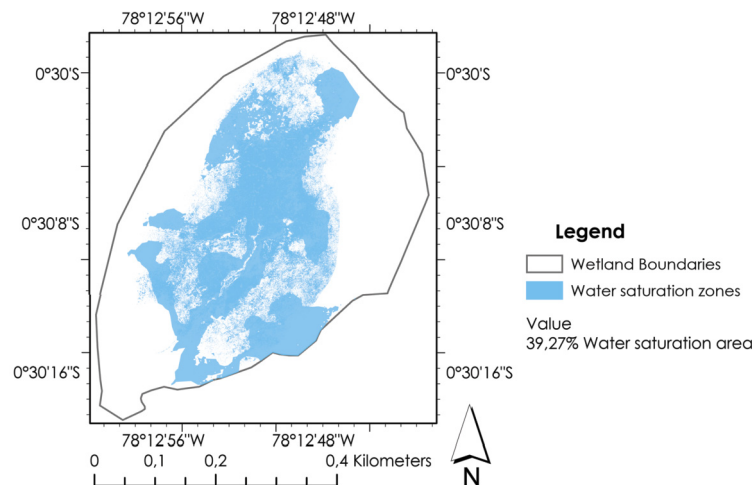 78°12'56"W 78°12'48"W
0°30'S 0°30'S
0°30'8"S 0°30'8"S
Legend
Wetland Boundaries
Water saturation zones
Value
39,27% Water saturation area
0°30'16"S 0°30'16"S
78°12'56"W 78°12'48"W
0 0,1 0,2 0,4 Kilometers
N